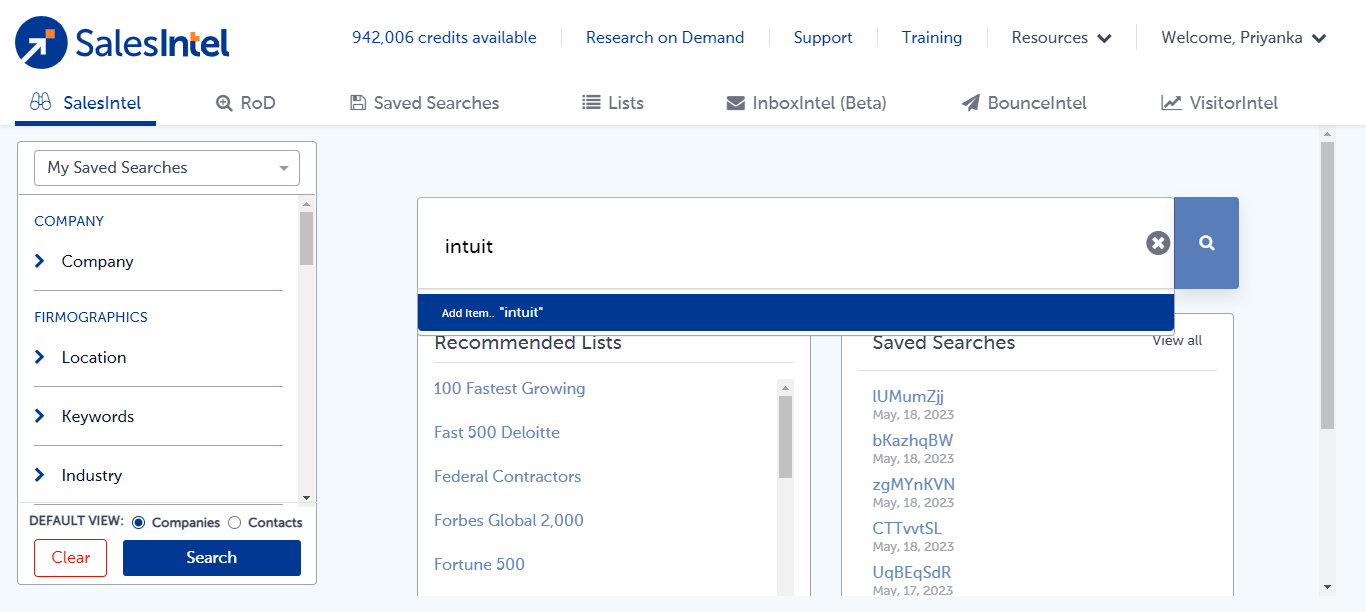 SalesIntel
942,006 credits available
Research on Demand
Support
Training
Resources
Welcome, Priyanka
SalesIntel
RoD
Saved Searches
Lists
InboxIntel (Beta)
BounceIntel
VisitorIntel
My Saved Searches
COMPANY
Company
FIRMOGRAPHICS
Location
Keywords
Industry
DEFAULT VIEW: Companies Contacts
Clear
Search
intuit
Add Item.. "intuit"
Recommended Lists
100 Fastest Growing
Fast 500 Deloitte
Federal Contractors
Forbes Global 2,000
Fortune 500
Saved Searches
View all
lUMumZjj
May, 18, 2023
bKazhqBW
May, 18, 2023
zgMYnKVN
May, 18, 2023
CTTvvtSL
May, 18, 2023
UqBEqSdR
May, 17, 2023